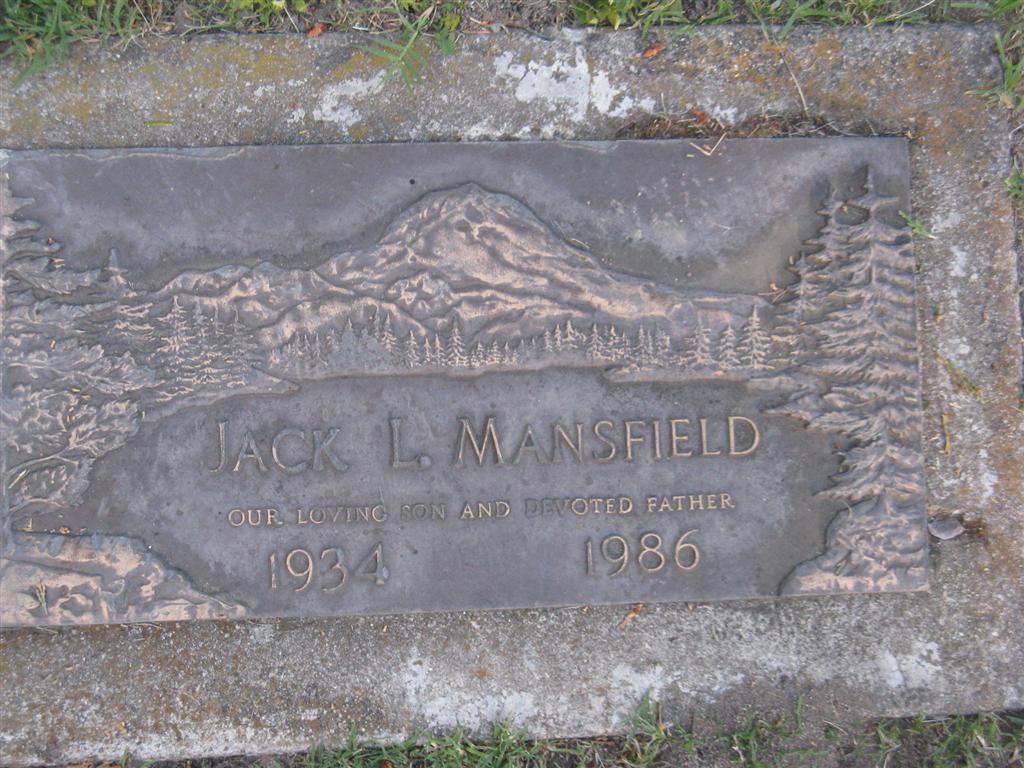 JACK L. MANSFIELD
OUR LOVING SON AND DEVOTED FATHER
1934 1986